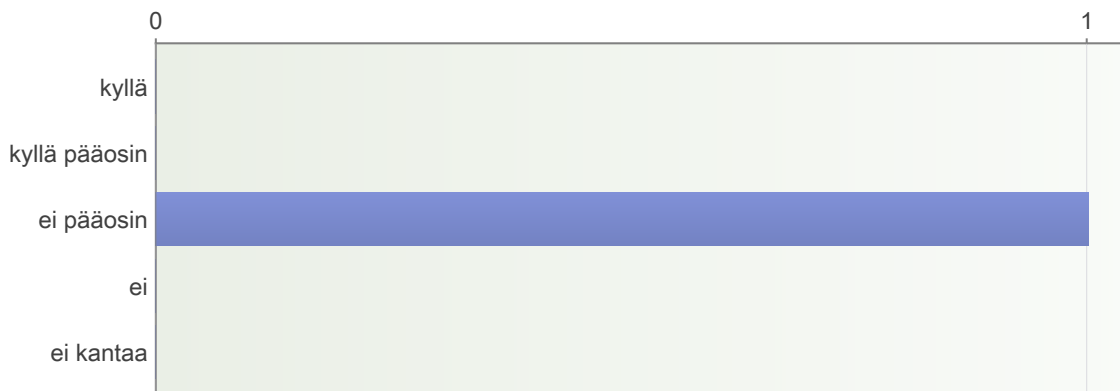 0 1
kyllä
kyllä pääosin
ei pääosin
ei
ei kantaa